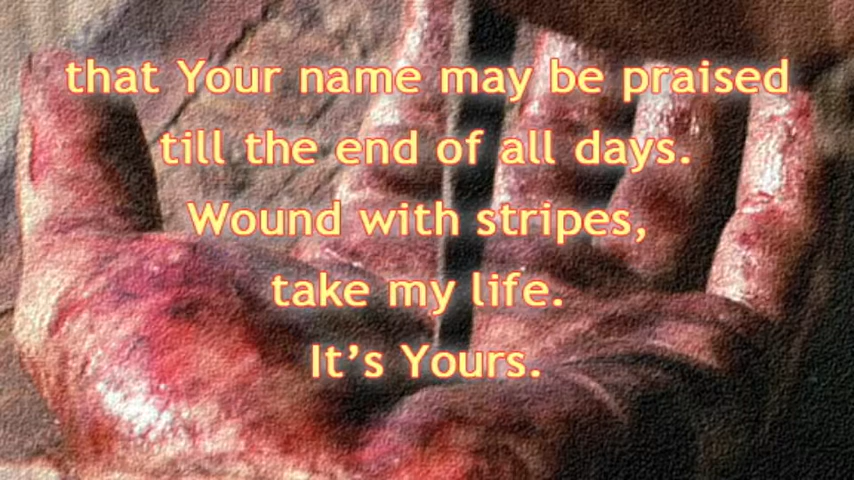 that Your name may be praised
till the end of all days.
Wound with stripes,
take my life.
It’s Yours.